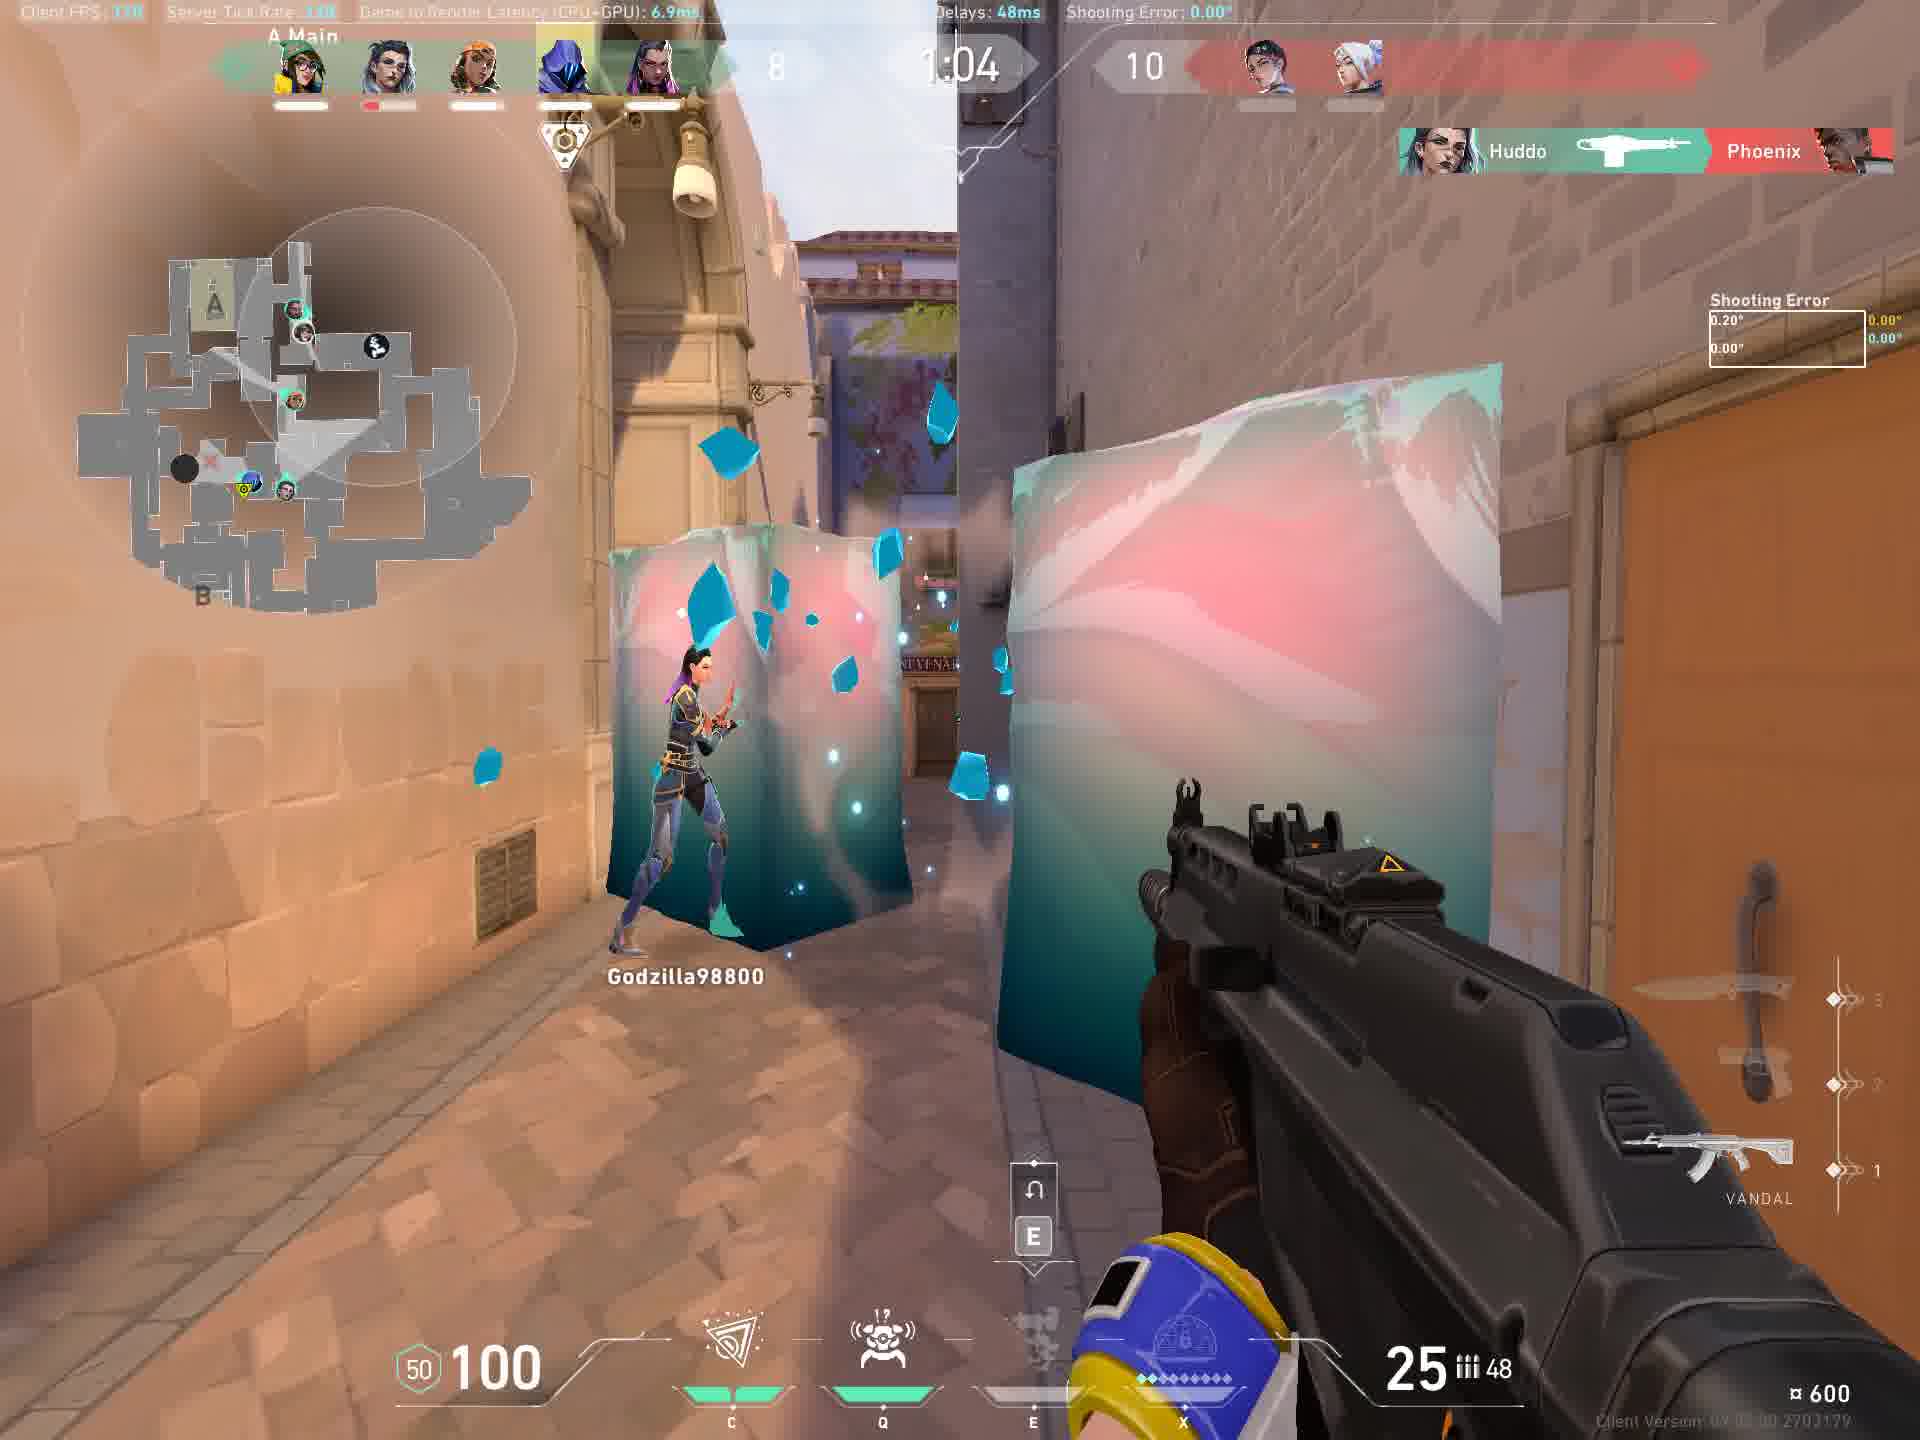 Client FPS: 170
Server Tick Rate: 128
Game to Render Latency (CPU+GPU): 6.9ms
Delays: 48ms
Shooting Error: 0.00°
A Main
8
1:04
10
Huddo
Phoenix
A
B
Shooting Error
0.20°
0.00°
0.00°
0.00°
Godzilla98800
3
2
1
VANDAL
E
50
100
C
Q
E
X
25
48
¤ 600